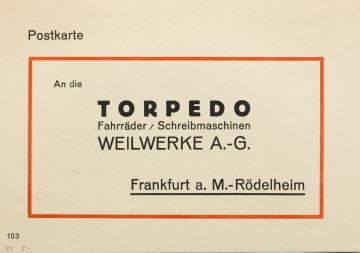 Postkarte
An die
TORPEDO
Fahrräder / Schreibmaschinen
WEILWERKE A.-G.
Frankfurt a. M.-Rödelheim
103